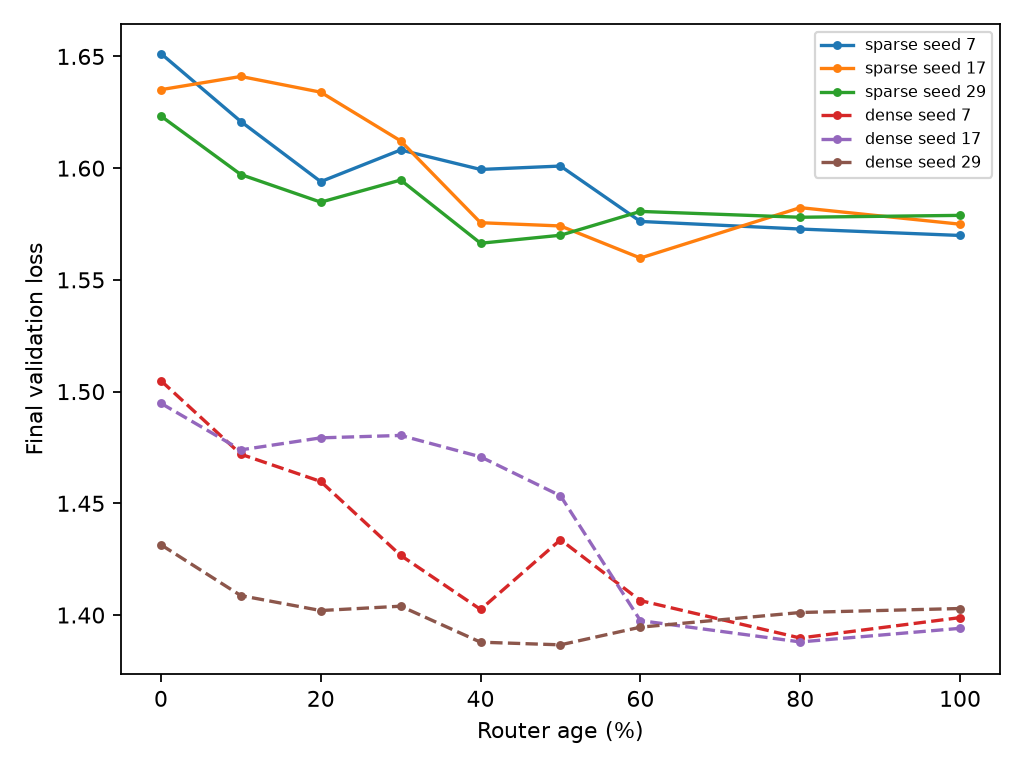 sparse seed 7
sparse seed 17
sparse seed 29
dense seed 7
dense seed 17
dense seed 29
Final validation loss
1.65
1.60
1.55
1.50
1.45
1.40
0 20 40 60 80 100
Router age (%)